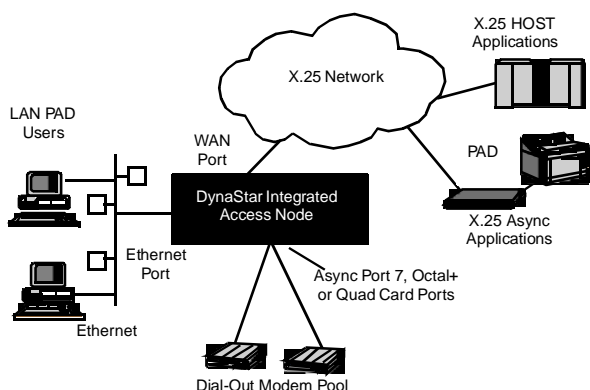 X.25 HOST
Applications
X.25 Network
LAN PAD
Users
WAN
Port
PAD
DynaStar Integrated
Access Node
X.25 Async
Applications
Ethernet
Port
Async Port 7, Octal+
or Quad Card Ports
Ethernet
Dial-Out Modem Pool